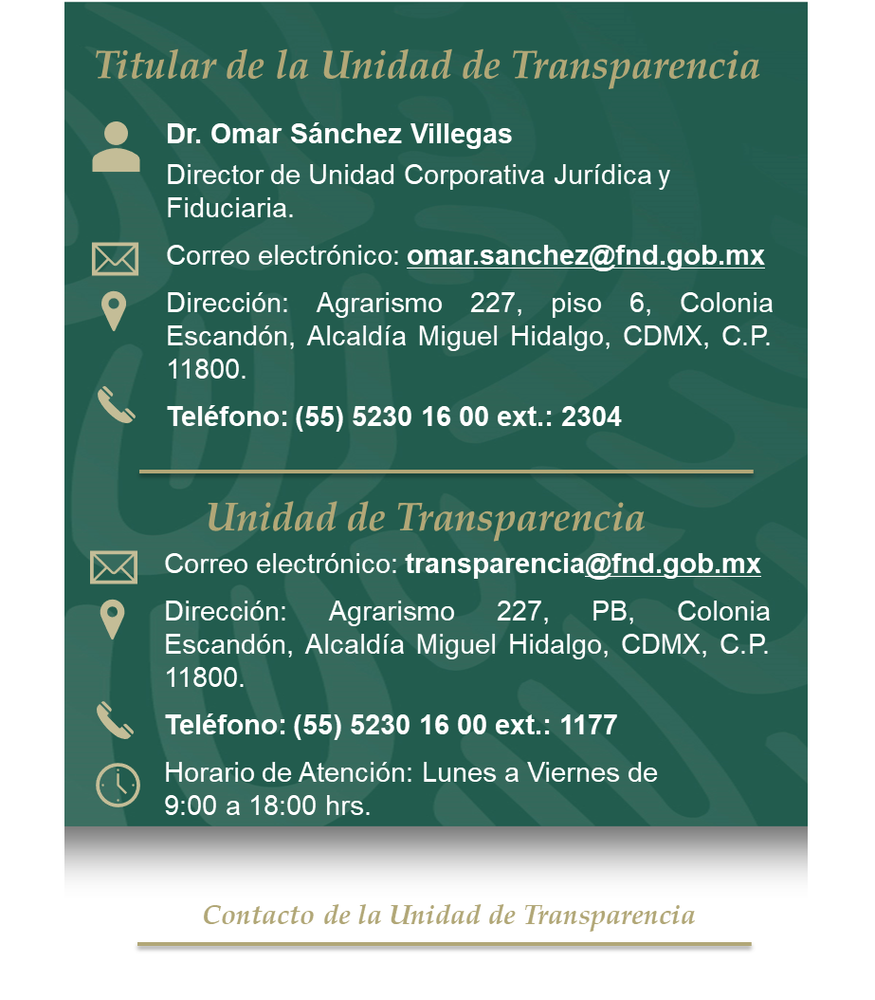 Titular de la Unidad de Transparencia
Dr. Omar Sánchez Villegas
Director de Unidad Corporativa Jurídica y
Fiduciaria.
Correo electrónico: omar.sanchez@fnd.gob.mx
Dirección: Agrarismo 227, piso 6, Colonia
Escandón, Alcaldía Miguel Hidalgo, CDMX, C.P.
11800.
Teléfono: (55) 5230 16 00 ext.: 2304
Unidad de Transparencia
Correo electrónico: transparencia@fnd.gob.mx
Dirección: Agrarismo 227, PB, Colonia
Escandón, Alcaldía Miguel Hidalgo, CDMX, C.P.
11800.
Teléfono: (55) 5230 16 00 ext.: 1177
Horario de Atención: Lunes a Viernes de
9:00 a 18:00 hrs.
Contacto de la Unidad de Transparencia